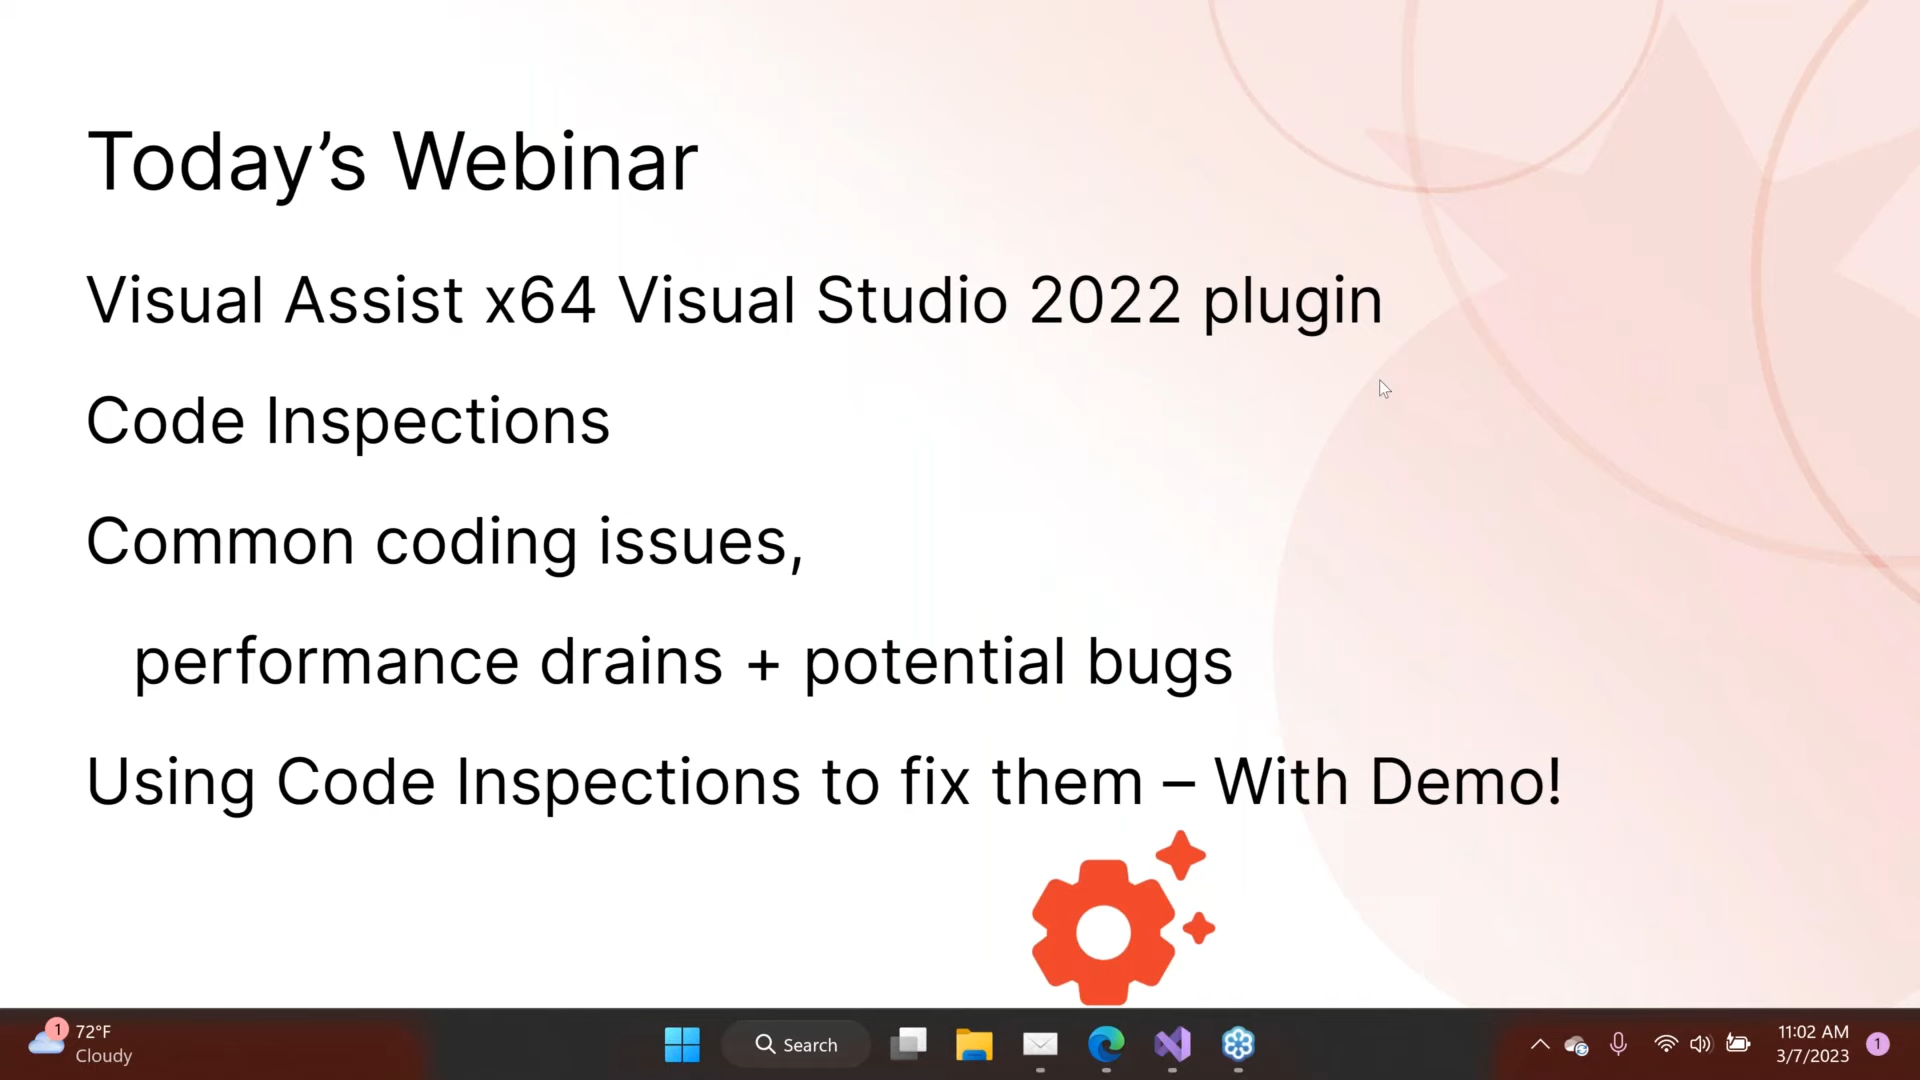 Today’s Webinar
Visual Assist x64 Visual Studio 2022 plugin
Code Inspections
Common coding issues,
performance drains + potential bugs
Using Code Inspections to fix them – With Demo!
1
72°F
Cloudy
Search
11:02 AM
3/7/2023
1